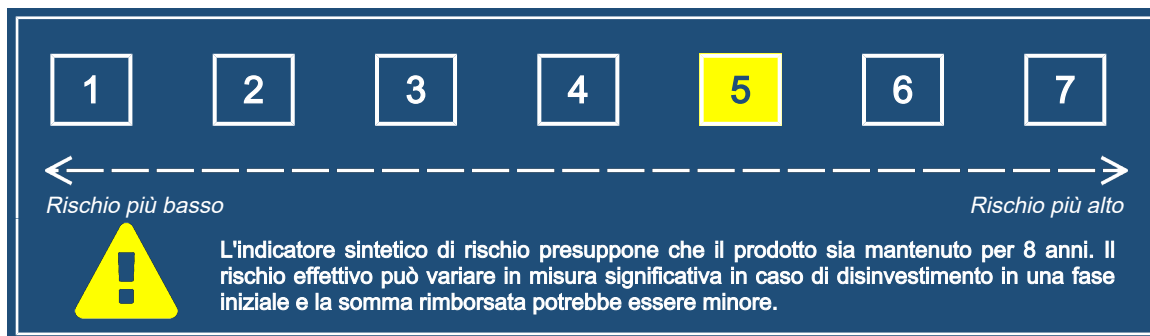 1 2 3 4 5 6 7
Rischio più basso Rischio più alto
L'indicatore sintetico di rischio presuppone che il prodotto sia mantenuto per 8 anni. Il
rischio effettivo può variare in misura significativa in caso di disinvestimento in una fase
iniziale e la somma rimborsata potrebbe essere minore.